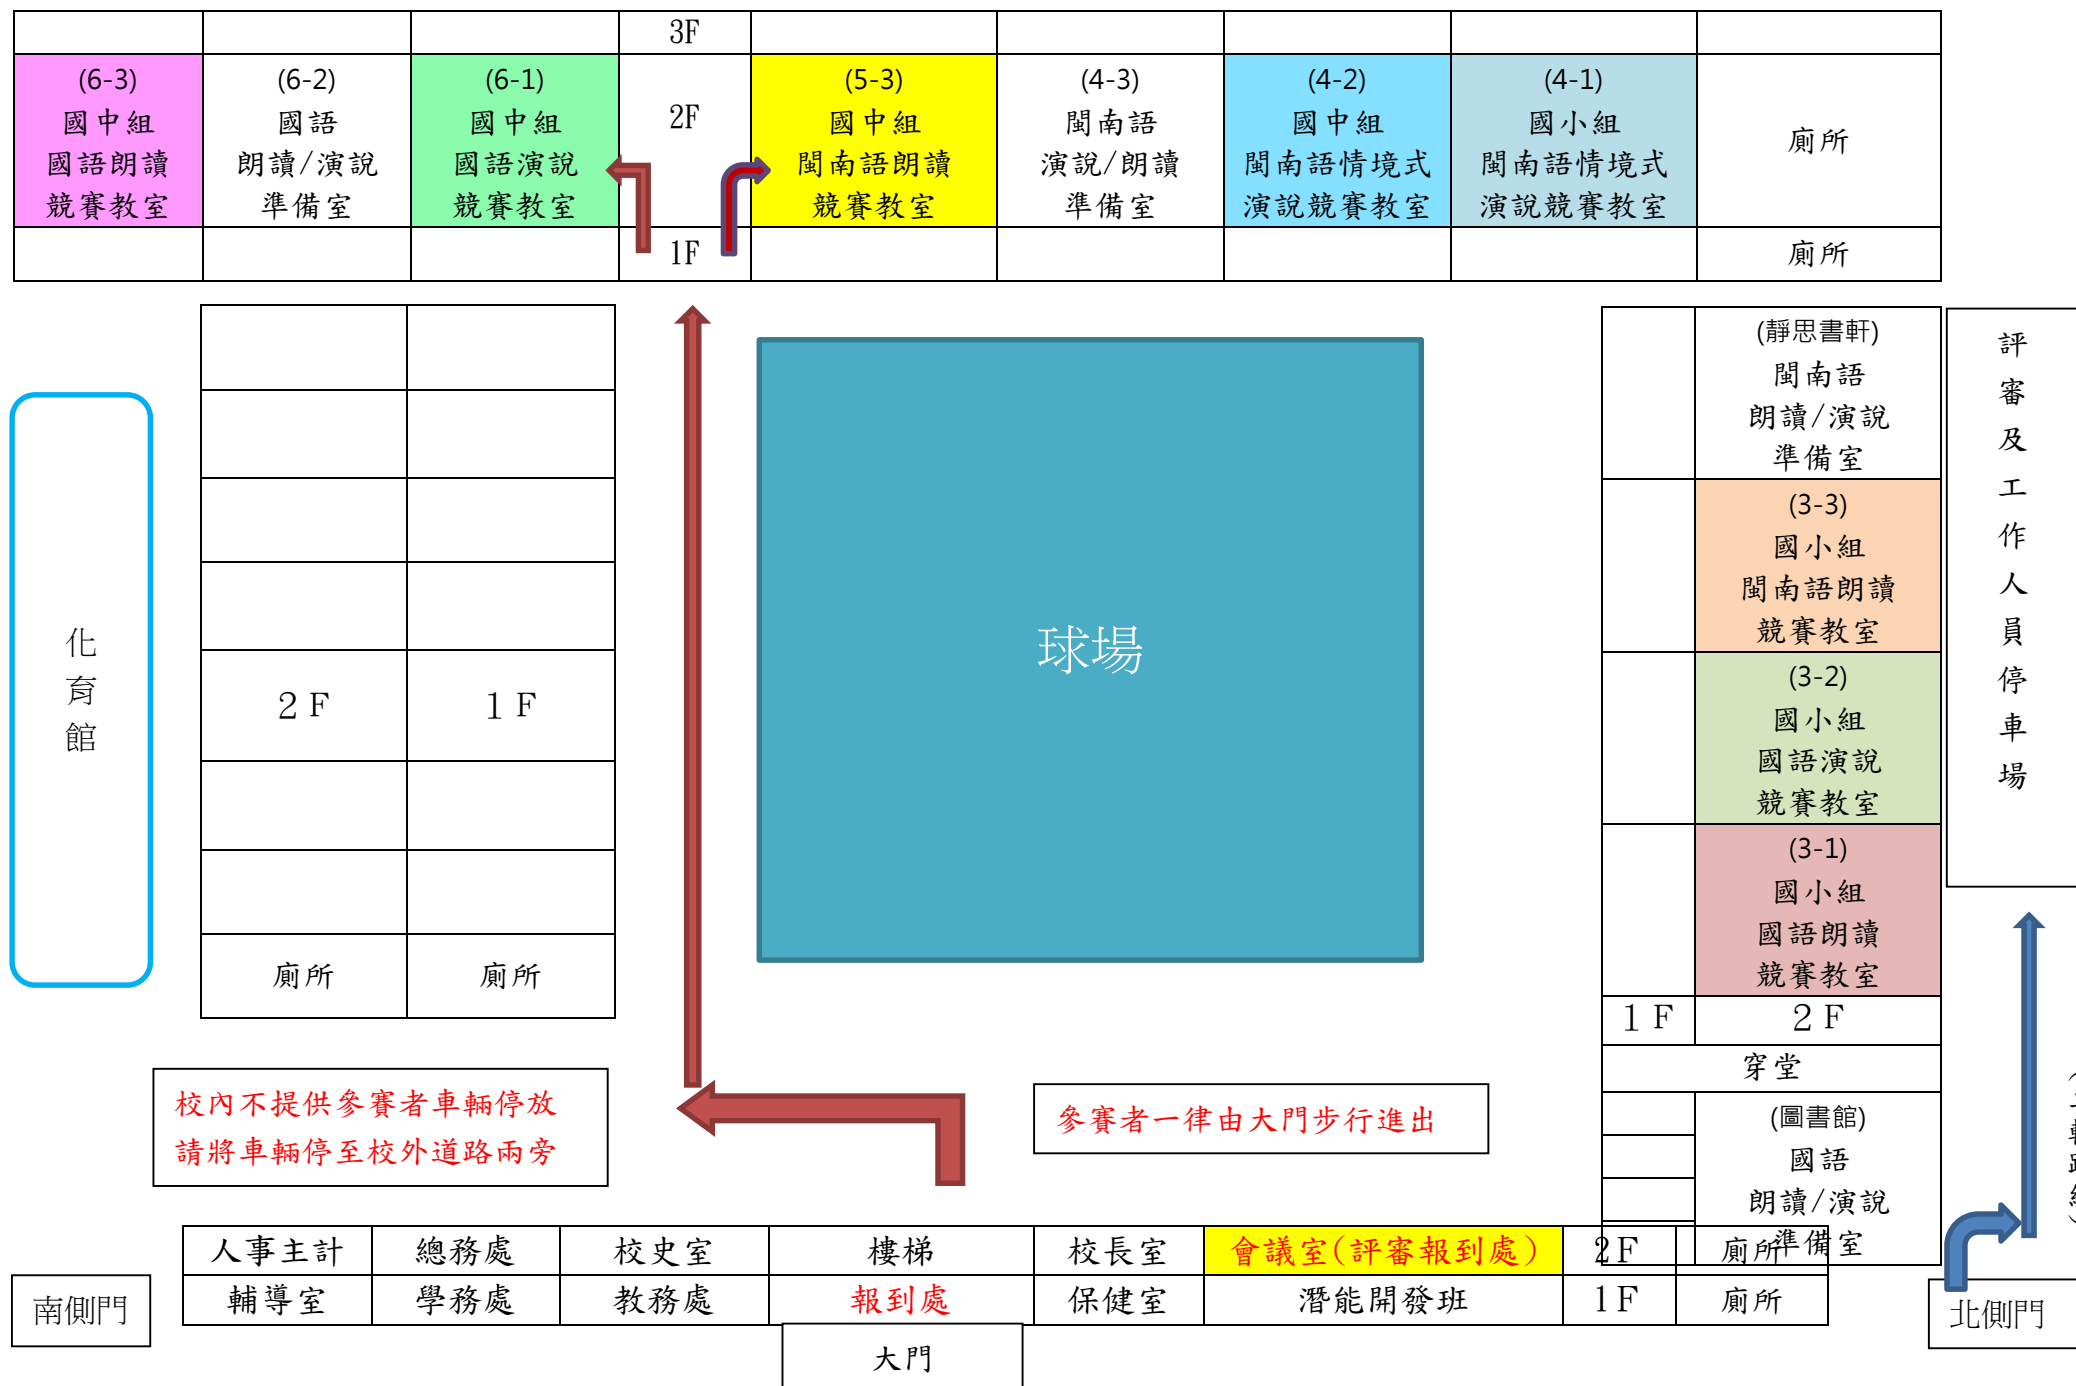 3F
(6-3)
國中組
國語朗讀
競賽教室
(6-2)
國語
朗讀/演說
準備室
(6-1)
國中組
國語演說
競賽教室
2F
(5-3)
國中組
閩南語朗讀
競賽教室
(4-3)
閩南語
演說/朗讀
準備室
(4-2)
國中組
閩南語情境式
演說競賽教室
(4-1)
國小組
閩南語情境式
演說競賽教室
廁所
1F
廁所
化育館
2F
1F
廁所
廁所
球場
(靜思書軒)
閩南語
朗讀/演說
準備室
(3-3)
國小組
閩南語朗讀
競賽教室
(3-2)
國小組
國語演說
競賽教室
(3-1)
國小組
國語朗讀
競賽教室
1F
2F
穿堂
(圖書館)
國語
朗讀/演說
準備室
評審及工作人員停車場
校內不提供參賽者車輛停放
請將車輛停至校外道路兩旁
參賽者一律由大門步行進出
人事主計
總務處
校史室
樓梯
校長室
會議室(評審報到處)
2F
廁所
輔導室
學務處
教務處
報到處
保健室
潛能開發班
1F
廁所
南側門
大門
北側門